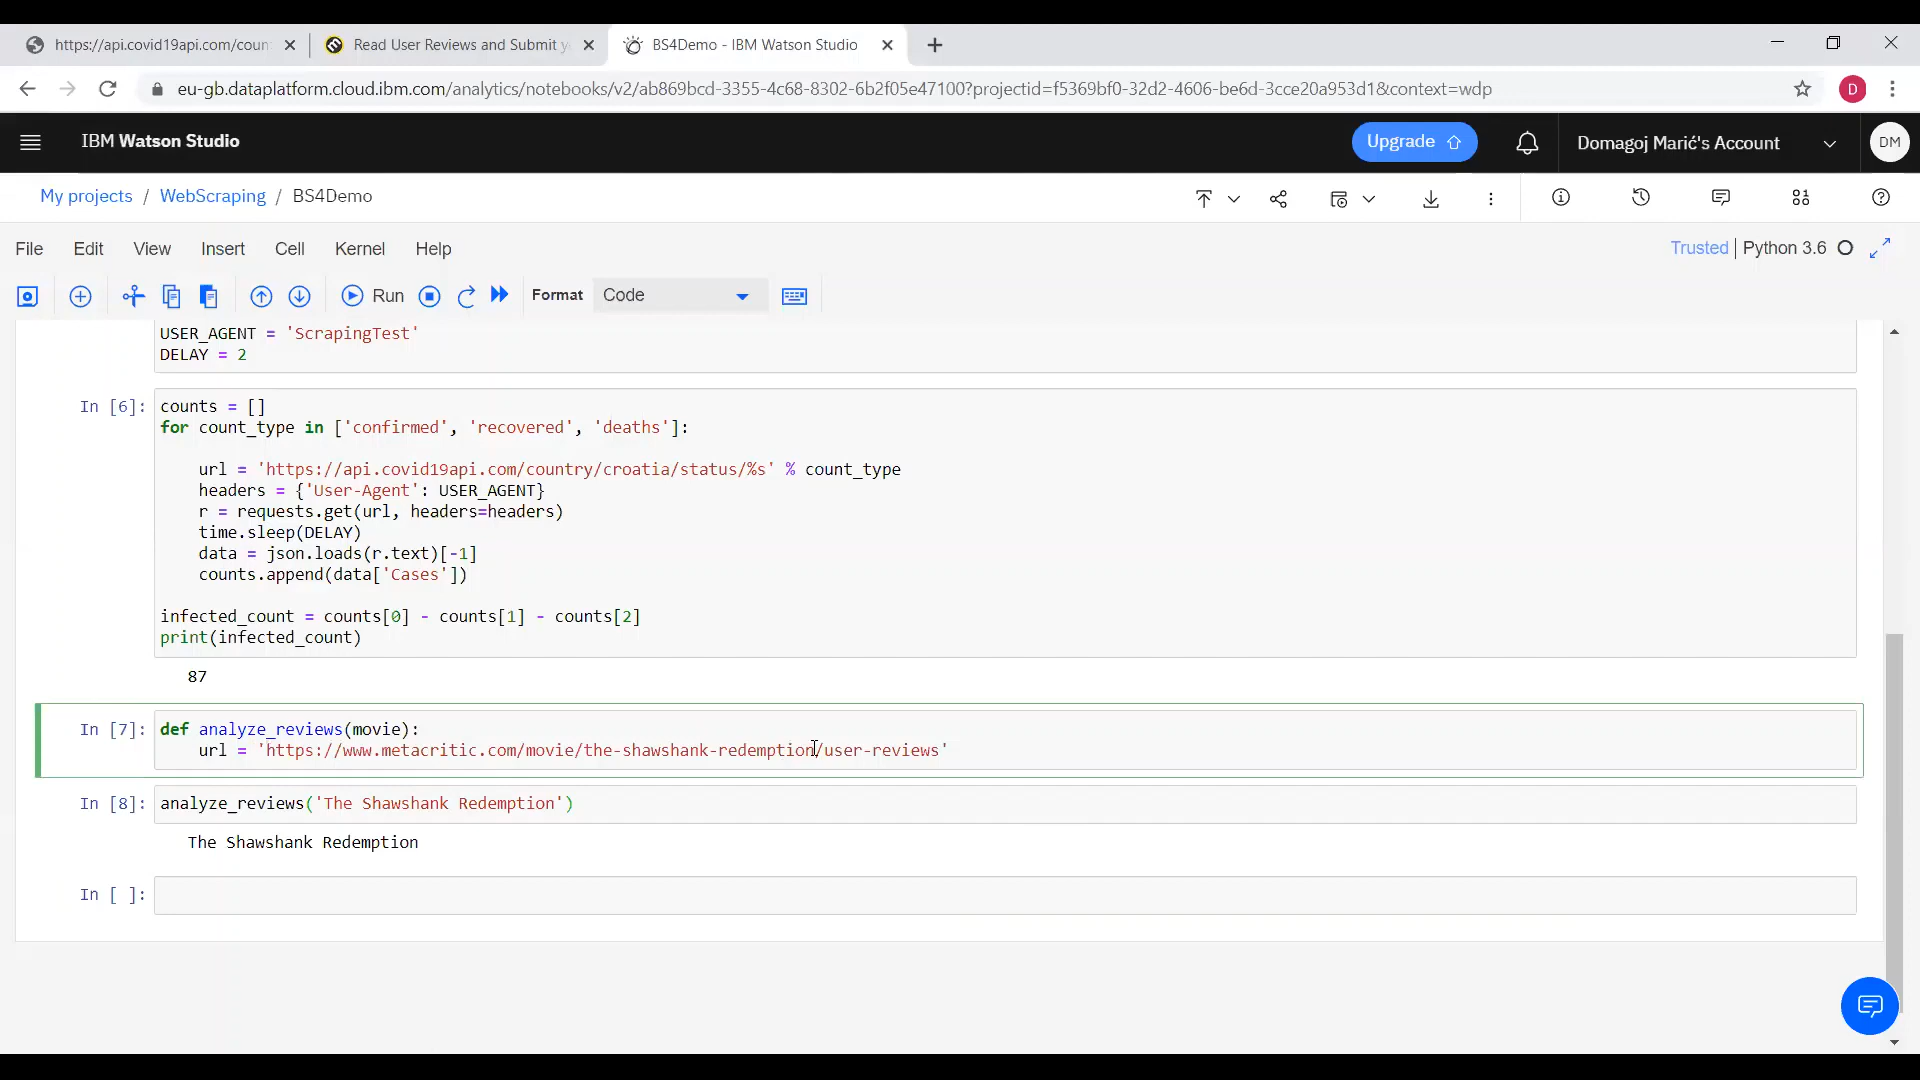 https://api.covid19api.com/coun
Read User Reviews and Submit y
BS4Demo - IBM Watson Studio
eu-gb.dataplatform.cloud.ibm.com/analytics/notebooks/v2/ab869bcd-3355-4c68-8302-6b2f05e47100?projectid=f5369bf0-32d2-4606-be6d-3cce20a953d1&context=wdp
D
IBM Watson Studio
Upgrade
Domagoj Marić's Account
DM
My projects / WebScraping / BS4Demo
File Edit View Insert Cell Kernel Help
Trusted | Python 3.6
Run
Format
Code
USER_AGENT = 'ScrapingTest'
DELAY = 2
In [6]: counts = []
for count_type in ['confirmed', 'recovered', 'deaths']:
url = 'https://api.covid19api.com/country/croatia/status/%s' % count_type
headers = {'User-Agent': USER_AGENT}
r = requests.get(url, headers=headers)
time.sleep(DELAY)
data = json.loads(r.text)[-1]
counts.append(data['Cases'])
infected_count = counts[0] - counts[1] - counts[2]
print(infected_count)
87
In [7]: def analyze_reviews(movie):
url = 'https://www.metacritic.com/movie/the-shawshank-redemption/user-reviews'
In [8]: analyze_reviews('The Shawshank Redemption')
The Shawshank Redemption
In [ ]: